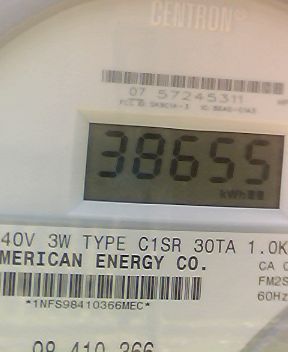 CENTRON®
07 57245311
38655
kWh
40V 3W TYPE C1SR 30TA 1.0K
MERICAN ENERGY CO.
CA 0
FM2S
*1NFS98410366MEC*
60Hz
98 410 366